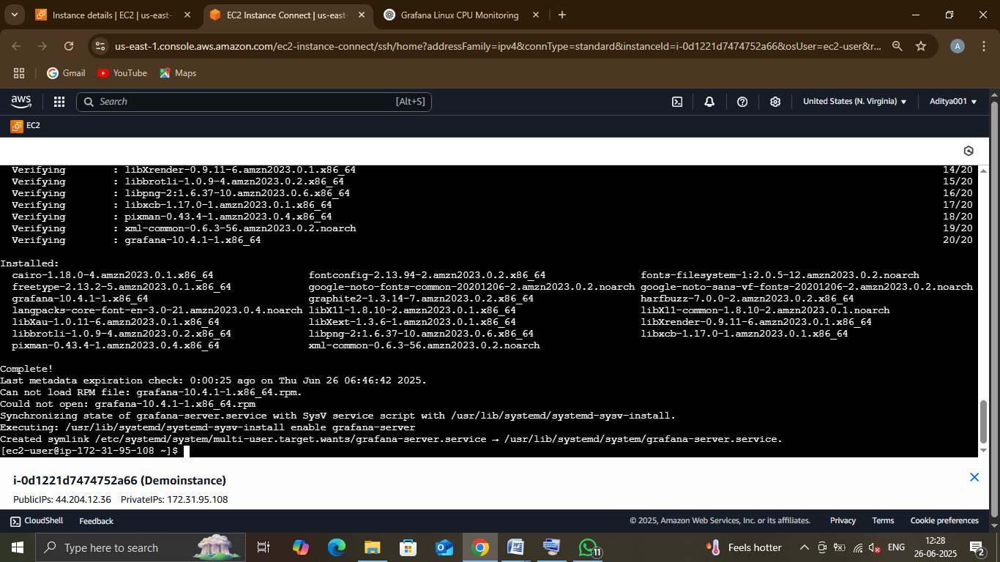 Instance details | EC2 | us-east-
EC2 Instance Connect | us-east-
Grafana Linux CPU Monitoring
us-east-1.console.aws.amazon.com/ec2-instance-connect/ssh/home?addressFamily=ipv4&connType=standard&instanceId=i-0d1221d7474752a66&osUser=ec2-user&r...
A
Gmail YouTube Maps
aws Search [Alt+S] United States (N. Virginia) Aditya001
EC2
Verifying : libXrender-0.9.11-6.amzn2023.0.1.x86_64 14/20
Verifying : libbrotli-1.0.9-4.amzn2023.0.2.x86_64 15/20
Verifying : libpng-2:1.6.37-10.amzn2023.0.6.x86_64 16/20
Verifying : libxcb-1.17.0-1.amzn2023.0.1.x86_64 17/20
Verifying : pixman-0.43.4-1.amzn2023.0.4.x86_64 18/20
Verifying : xml-common-0.6.3-56.amzn2023.0.2.noarch 19/20
Verifying : grafana-10.4.1-1.x86_64 20/20
Installed:
cairo-1.18.0-4.amzn2023.0.1.x86_64 fontconfig-2.13.94-2.amzn2023.0.2.x86_64 fonts-filesystem-1:2.0.5-12.amzn2023.0.2.noarch
freetype-2.13.2-5.amzn2023.0.1.x86_64 google-noto-fonts-common-20201206-2.amzn2023.0.2.noarch google-noto-sans-vf-fonts-20201206-2.amzn2023.0.2.noarch
grafana-10.4.1-1.x86_64 graphite2-1.3.14-7.amzn2023.0.2.x86_64 harfbuzz-7.0.0-2.amzn2023.0.2.x86_64
langpacks-core-font-en-3.0-21.amzn2023.0.4.noarch libX11-1.8.10-2.amzn2023.0.1.x86_64 libX11-common-1.8.10-2.amzn2023.0.1.noarch
libXau-1.0.11-6.amzn2023.0.1.x86_64 libXext-1.3.6-1.amzn2023.0.1.x86_64 libXrender-0.9.11-6.amzn2023.0.1.x86_64
libbrotli-1.0.9-4.amzn2023.0.2.x86_64 libpng-2:1.6.37-10.amzn2023.0.6.x86_64 libxcb-1.17.0-1.amzn2023.0.1.x86_64
pixman-0.43.4-1.amzn2023.0.4.x86_64 xml-common-0.6.3-56.amzn2023.0.2.noarch
Complete!
Last metadata expiration check: 0:00:25 ago on Thu Jun 26 06:46:42 2025.
Can not load RPM file: grafana-10.4.1-1.x86_64.rpm.
Could not open: grafana-10.4.1-1.x86_64.rpm
Synchronizing state of grafana-server.service with SysV service script with /usr/lib/systemd/systemd-sysv-install.
Executing: /usr/lib/systemd/systemd-sysv-install enable grafana-server
Created symlink /etc/systemd/system/multi-user.target.wants/grafana-server.service → /usr/lib/systemd/system/grafana-server.service.
[ec2-user@ip-172-31-95-108 ~]$
i-0d1221d7474752a66 (Demoinstance)
PublicIPs: 44.204.12.36 PrivateIPs: 172.31.95.108
CloudShell Feedback © 2025, Amazon Web Services, Inc. or its affiliates. Privacy Terms Cookie preferences
Type here to search 11 Feels hotter ENG 12:28
26-06-2025 2